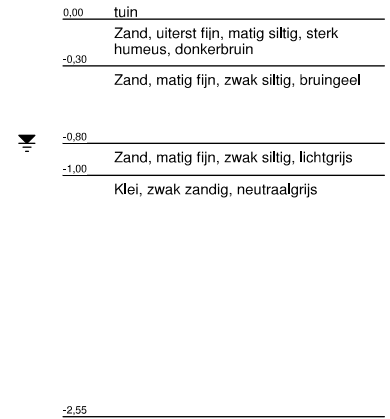 0,00 tuin
Zand, uiterst fijn, matig siltig, sterk
humeus, donkerbruin
-0,30
Zand, matig fijn, zwak siltig, bruingeel
-0,80
Zand, matig fijn, zwak siltig, lichtgrijs
-1,00
Klei, zwak zandig, neutraalgrijs
-2,55